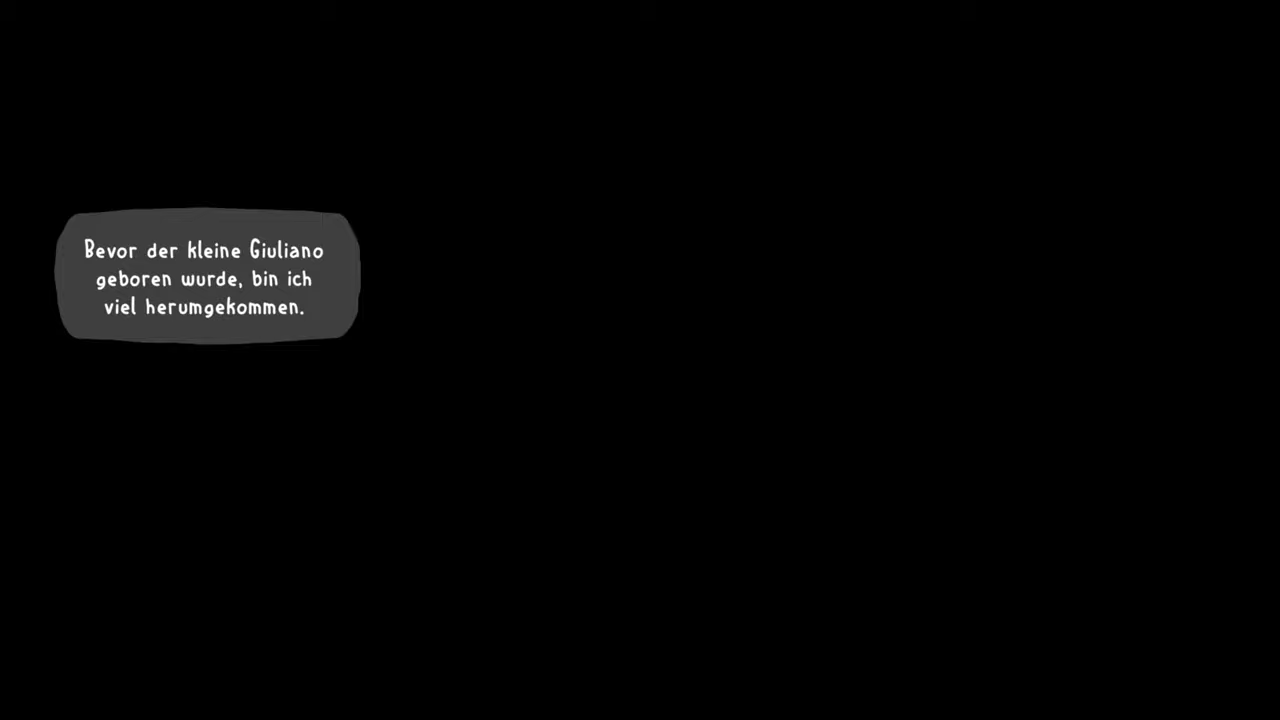 Bevor der kleine Giuliano
geboren wurde, bin ich
viel herumgekommen.